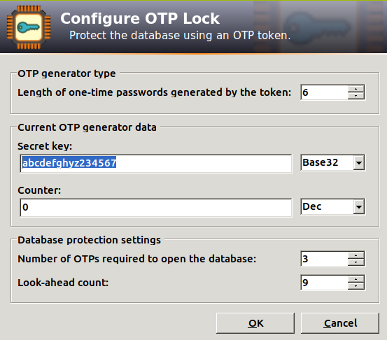 Configure OTP Lock
Protect the database using an OTP token.
OTP generator type
Length of one-time passwords generated by the token: 6
Current OTP generator data
Secret key:
abcdefghyz234567 Base32
Counter:
0 Dec
Database protection settings
Number of OTPs required to open the database: 3
Look-ahead count: 9
OK Cancel